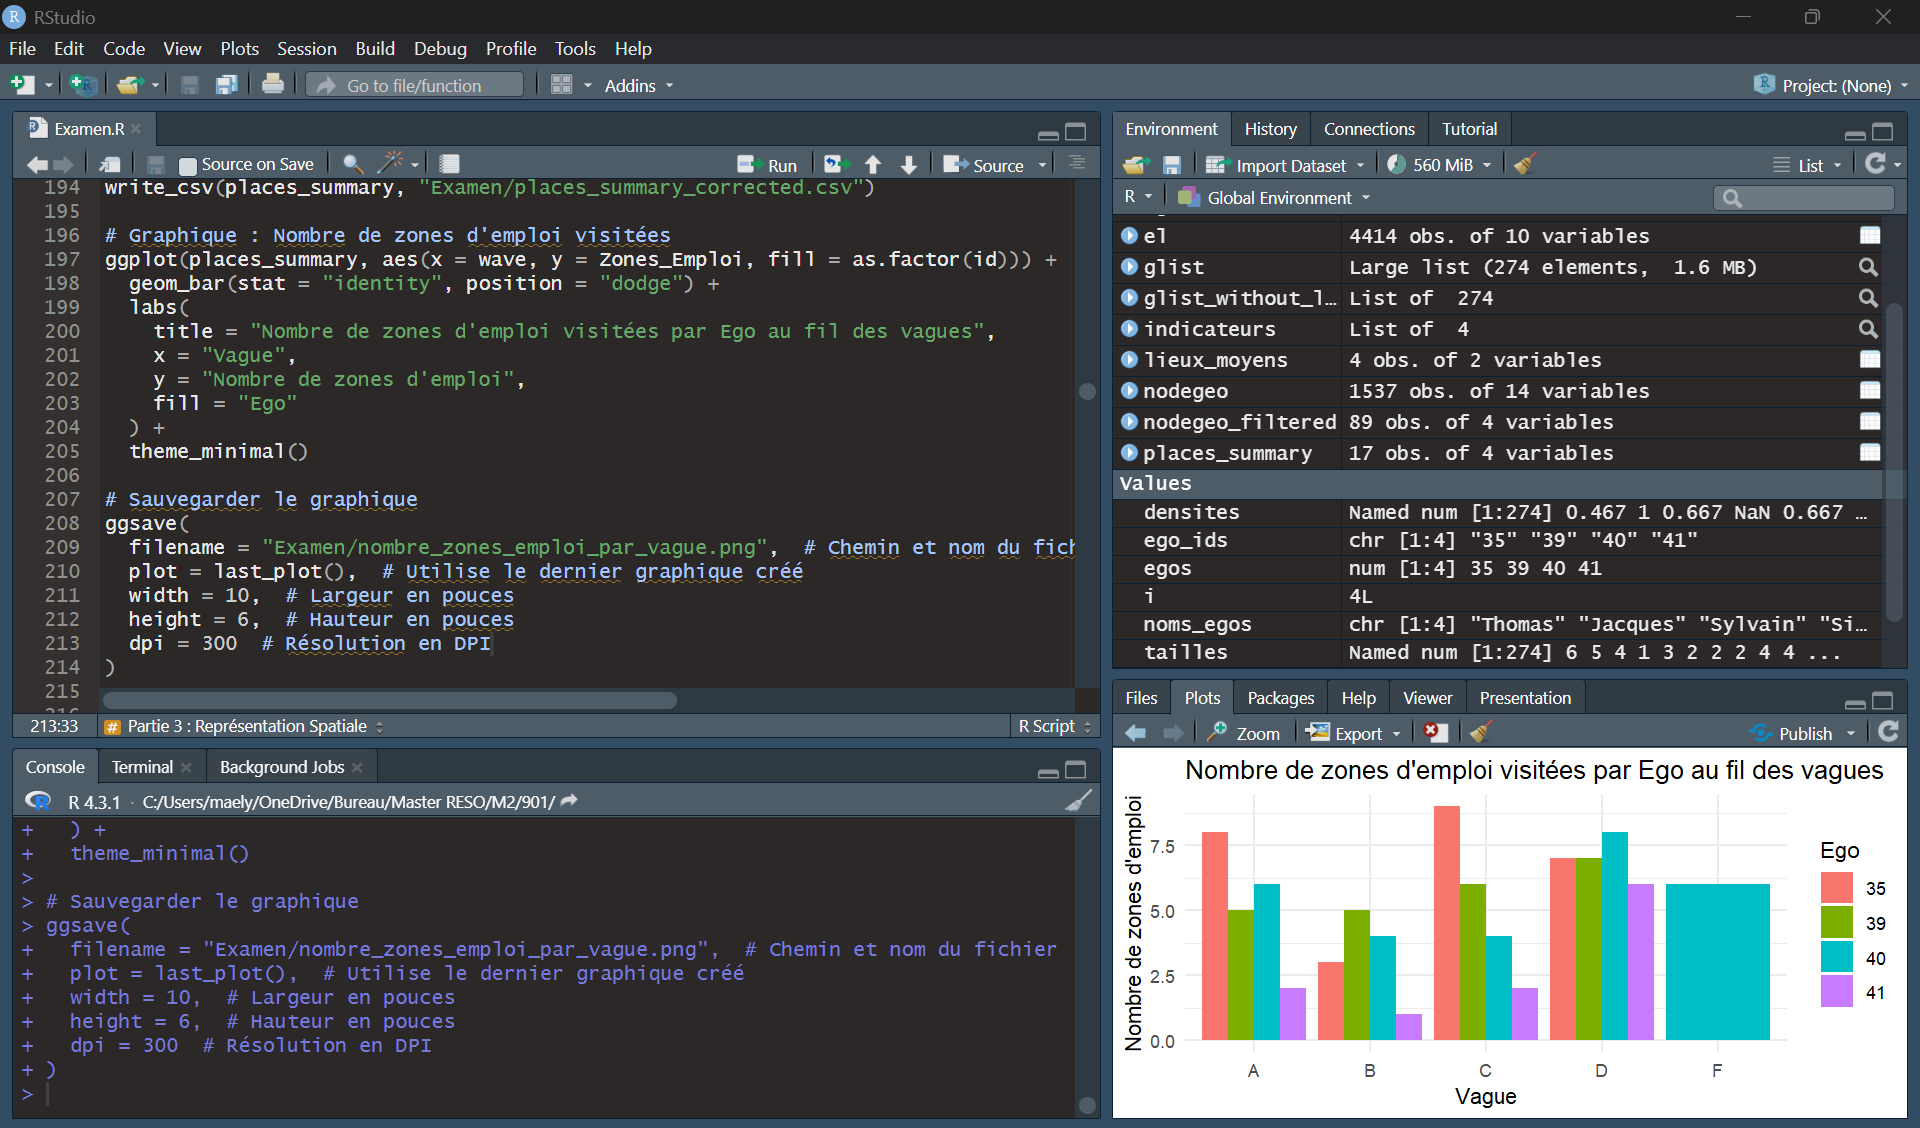 RStudio
File Edit Code View Plots Session Build Debug Profile Tools Help
Go to file/function Addins Project: (None)
Examen.R
Source on Save Run Source
194 write_csv(places_summary, "Examen/places_summary_corrected.csv")
195
196 # Graphique : Nombre de zones d'emploi visitées
197 ggplot(places_summary, aes(x = wave, y = Zones_Emploi, fill = as.factor(id))) +
198 geom_bar(stat = "identity", position = "dodge") +
199 labs(
200 title = "Nombre de zones d'emploi visitées par Ego au fil des vagues",
201 x = "Vague",
202 y = "Nombre de zones d'emploi",
203 fill = "Ego"
204 ) +
205 theme_minimal()
206
207 # Sauvegarder le graphique
208 ggsave(
209 filename = "Examen/nombre_zones_emploi_par_vague.png", # Chemin et nom du fich
210 plot = last_plot(), # Utilise le dernier graphique créé
211 width = 10, # Largeur en pouces
212 height = 6, # Hauteur en pouces
213 dpi = 300 # Résolution en DPI
214 )
215
213:33 # Partie 3 : Représentation Spatiale R Script
Console Terminal Background Jobs
R 4.3.1 · C:/Users/maely/OneDrive/Bureau/Master RESO/M2/901/
+ ) +
+ theme_minimal()
>
> # Sauvegarder le graphique
> ggsave(
+ filename = "Examen/nombre_zones_emploi_par_vague.png", # Chemin et nom du fichier
+ plot = last_plot(), # Utilise le dernier graphique créé
+ width = 10, # Largeur en pouces
+ height = 6, # Hauteur en pouces
+ dpi = 300 # Résolution en DPI
+ )
>
Environment History Connections Tutorial
Import Dataset 560 MiB List
R Global Environment
el 4414 obs. of 10 variables
glist Large list (274 elements, 1.6 MB)
glist_without_l… List of 274
indicateurs List of 4
lieux_moyens 4 obs. of 2 variables
nodegeo 1537 obs. of 14 variables
nodegeo_filtered 89 obs. of 4 variables
places_summary 17 obs. of 4 variables
Values
densites Named num [1:274] 0.467 1 0.667 NaN 0.667 …
ego_ids chr [1:4] "35" "39" "40" "41"
egos num [1:4] 35 39 40 41
i 4L
noms_egos chr [1:4] "Thomas" "Jacques" "Sylvain" "Si…
tailles Named num [1:274] 6 5 4 1 3 2 2 2 4 4 ...
Files Plots Packages Help Viewer Presentation
Zoom Export Publish
Nombre de zones d'emploi visitées par Ego au fil des vagues
Nombre de zones d'emploi
7.5
5.0
2.5
0.0
A B C D F
Vague
Ego
35
39
40
41